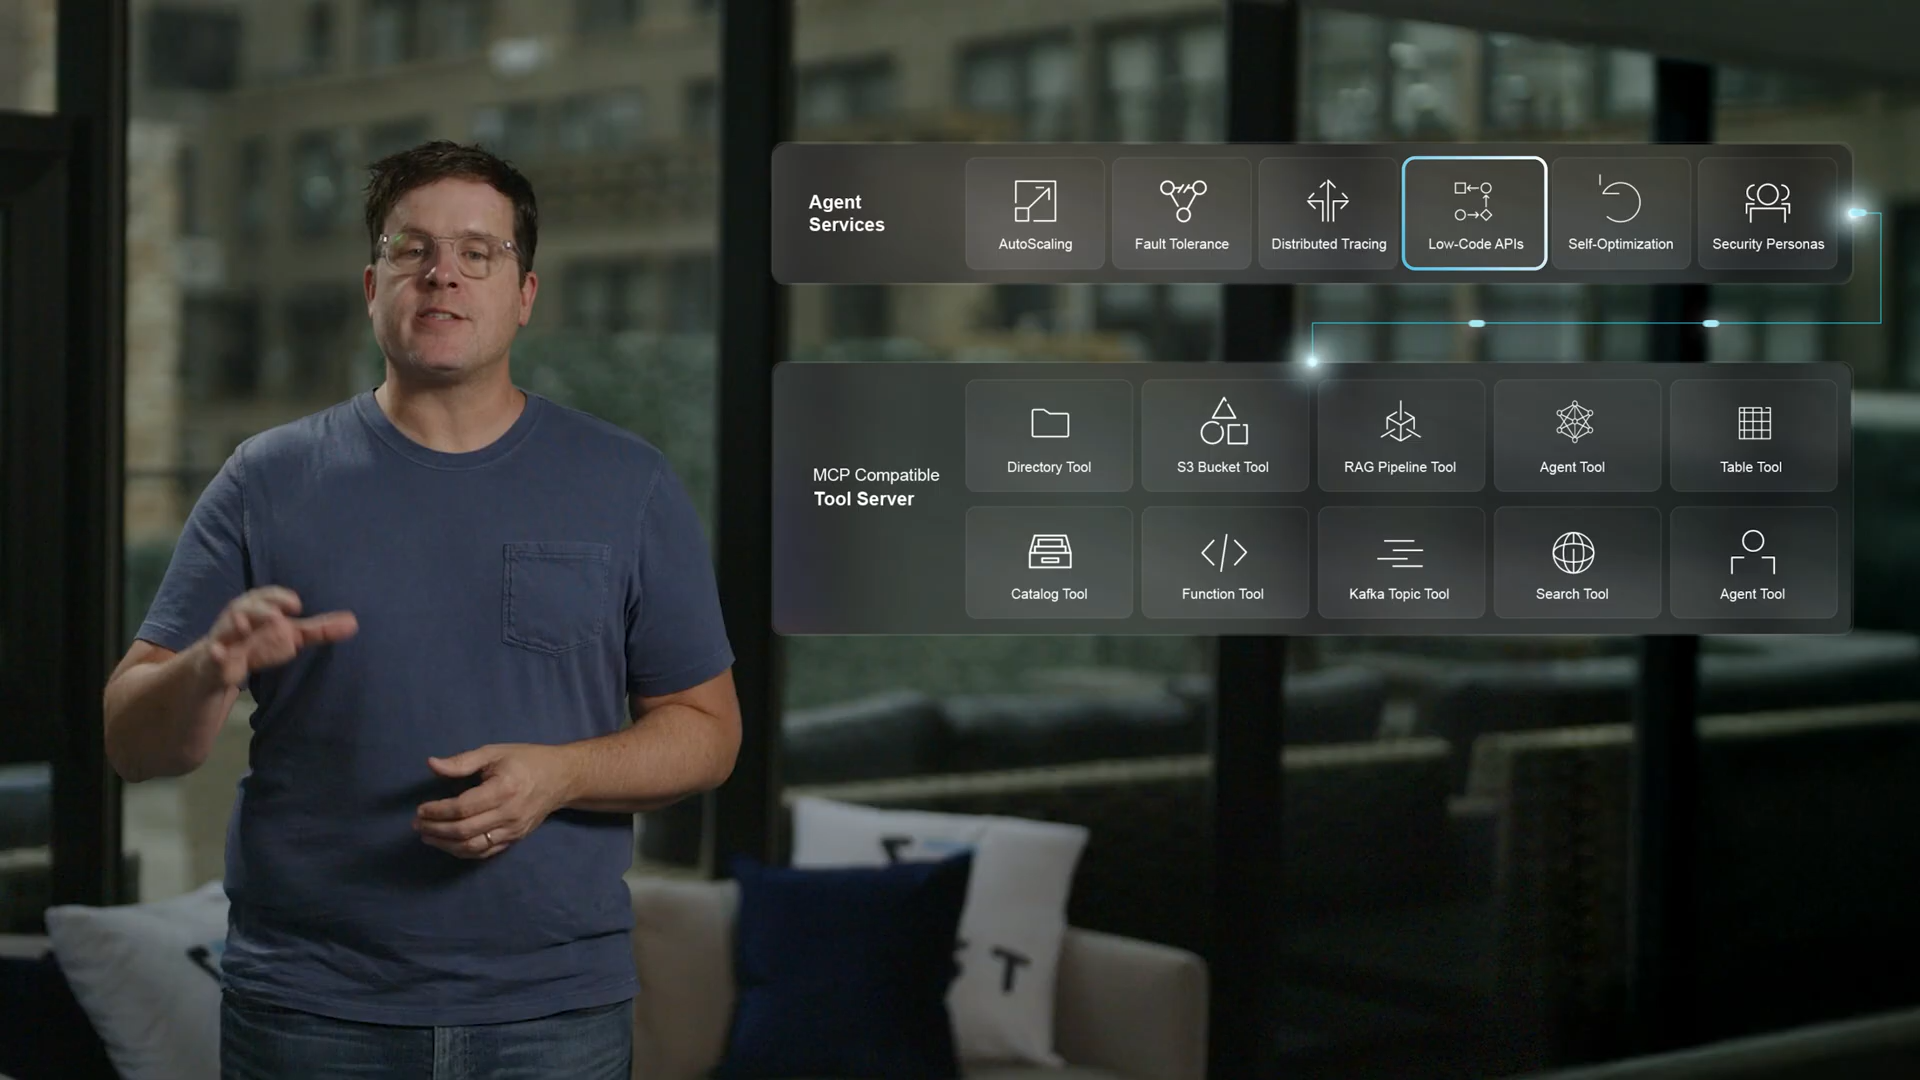 Agent
Services
AutoScaling
Fault Tolerance
Distributed Tracing
Low-Code APIs
Self-Optimization
Security Personas
MCP Compatible
Tool Server
Directory Tool
S3 Bucket Tool
RAG Pipeline Tool
Agent Tool
Table Tool
Catalog Tool
Function Tool
Kafka Topic Tool
Search Tool
Agent Tool
T